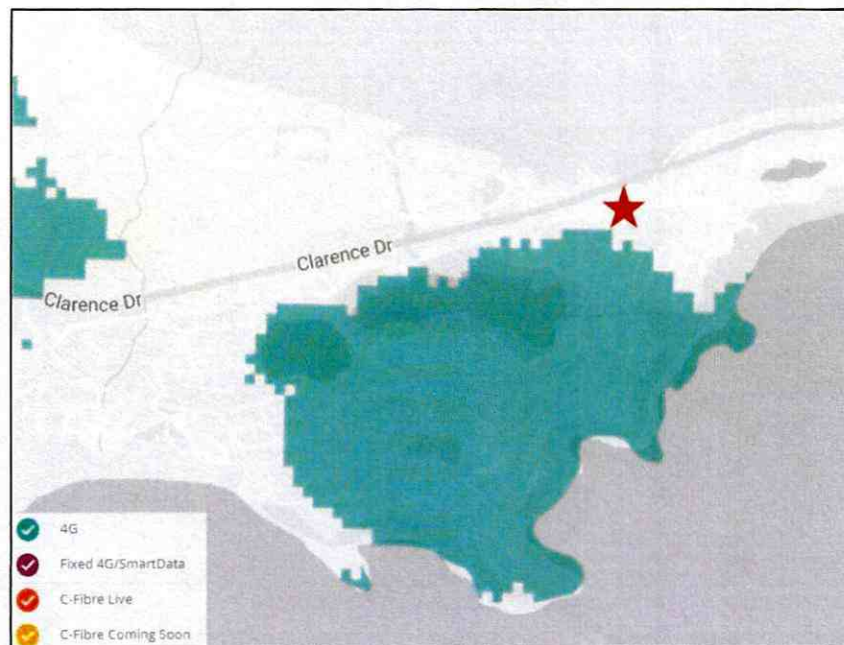 Clarence Dr
Clarence Dr
4G
Fixed 4G/SmartData
C-Fibre Live
C-Fibre Coming Soon